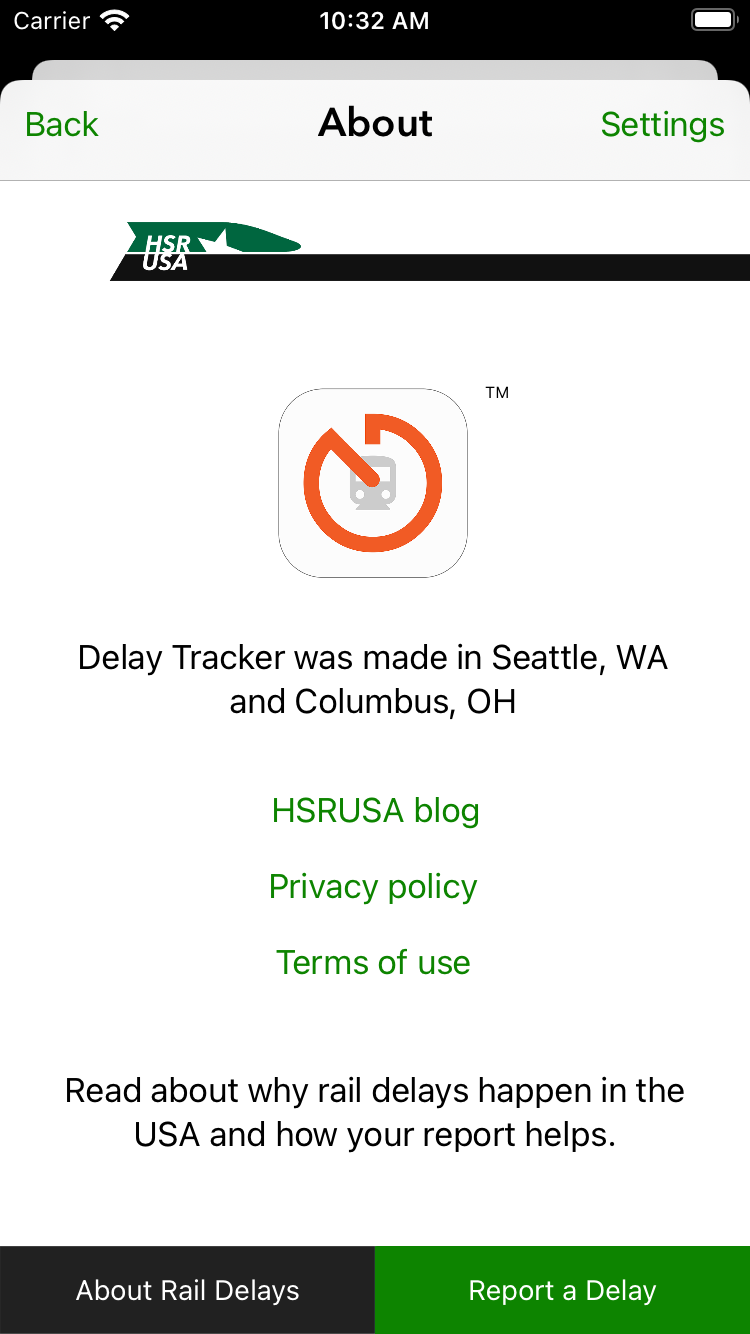 Carrier 10:32 AM
Back About Settings
HSR
USA
TM
Delay Tracker was made in Seattle, WA
and Columbus, OH
HSRUSA blog
Privacy policy
Terms of use
Read about why rail delays happen in the
USA and how your report helps.
About Rail Delays Report a Delay